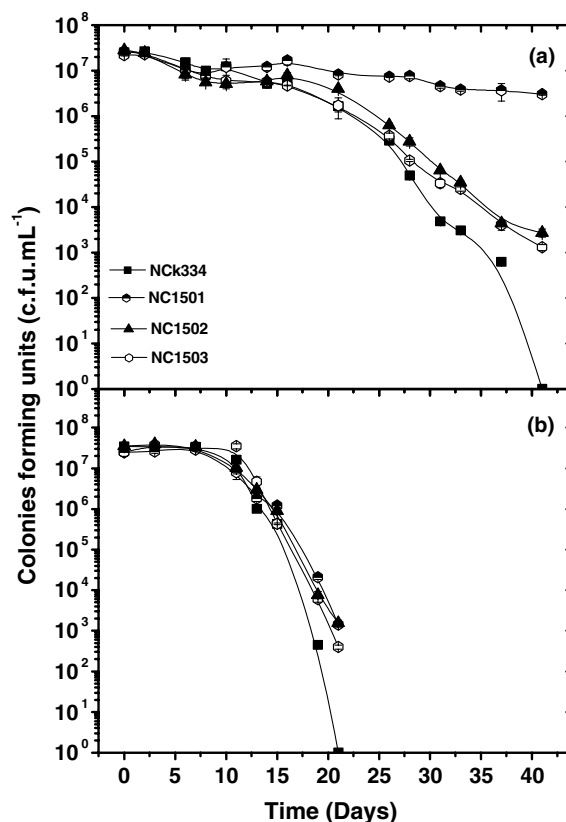 (a)
10^8
10^7
10^6
10^5
10^4
10^3
10^2
10^1
10^0
NCk334
NC1501
NC1502
NC1503
(b)
10^8
10^7
10^6
10^5
10^4
10^3
10^2
10^1
10^0
Colonies forming units (c.f.u.mL^-1)
0 5 10 15 20 25 30 35 40
Time (Days)